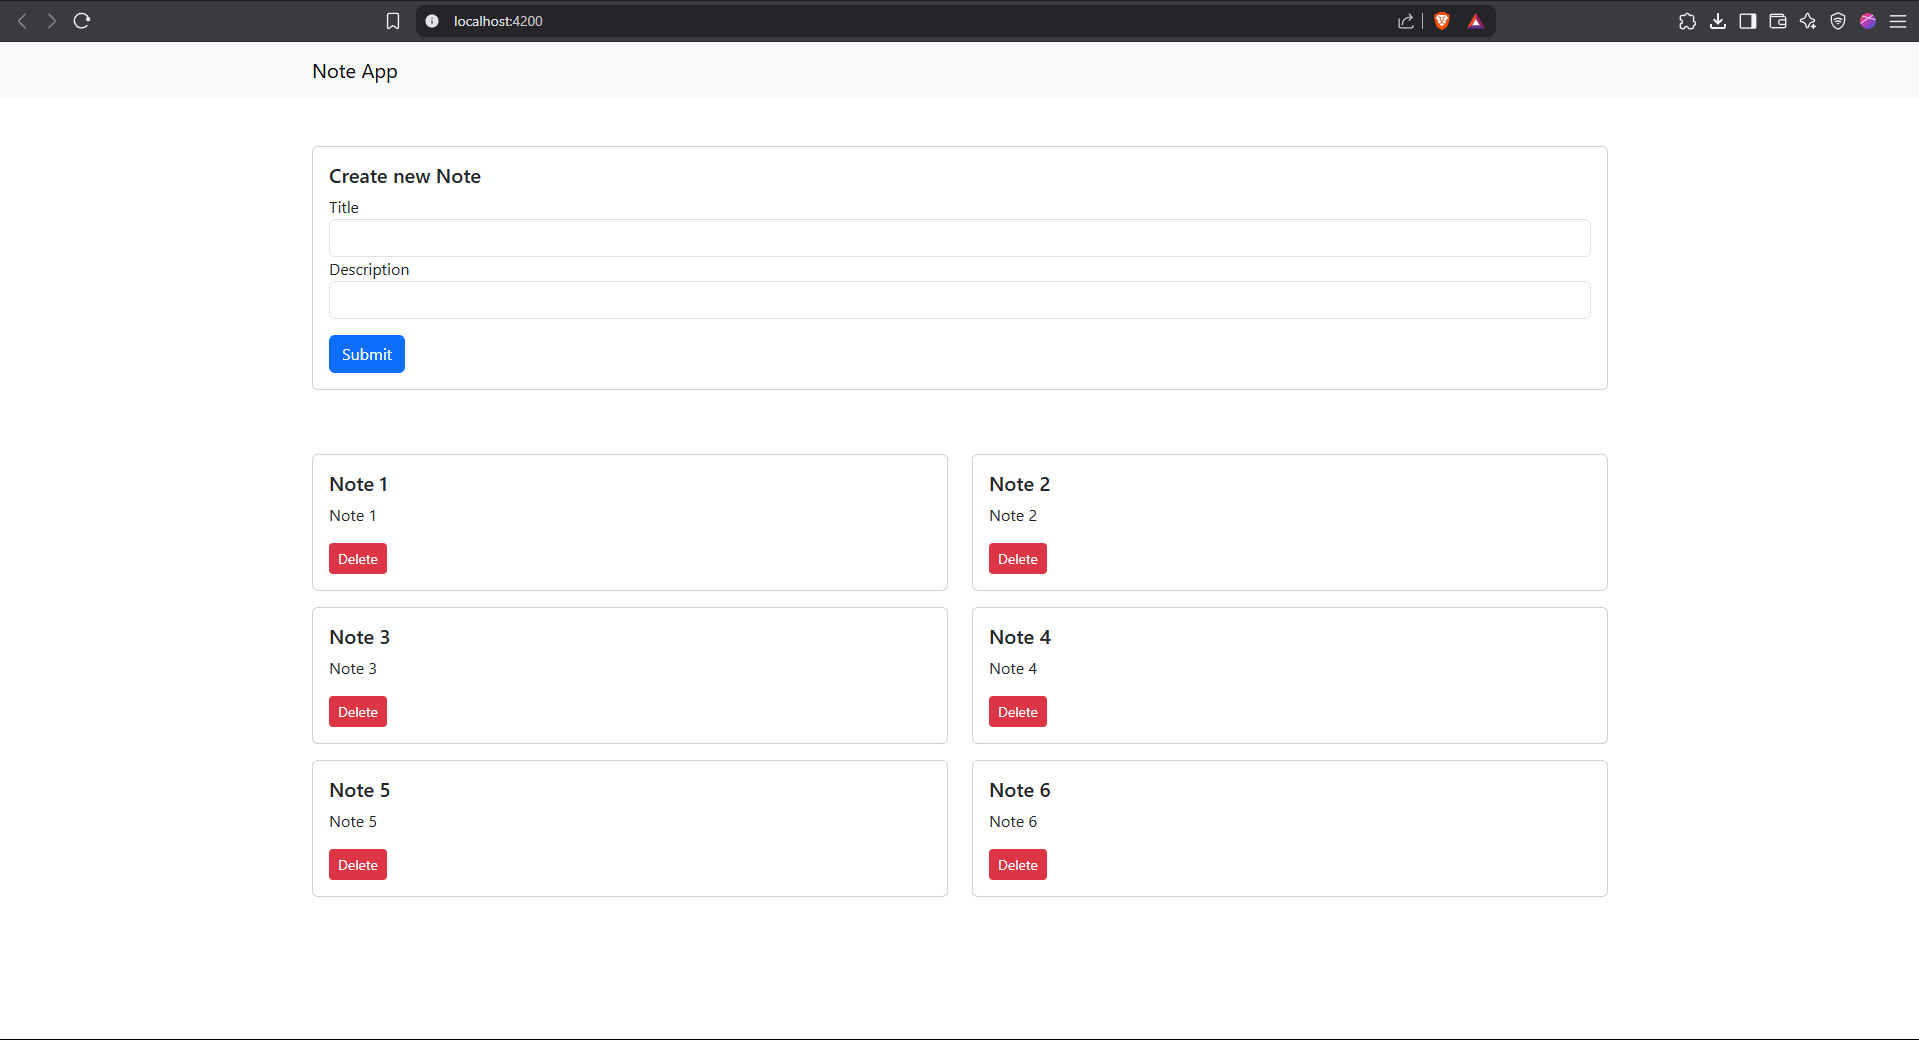 localhost:4200
Note App
Create new Note
Title
Description
Submit
Note 1
Note 1
Delete
Note 2
Note 2
Delete
Note 3
Note 3
Delete
Note 4
Note 4
Delete
Note 5
Note 5
Delete
Note 6
Note 6
Delete